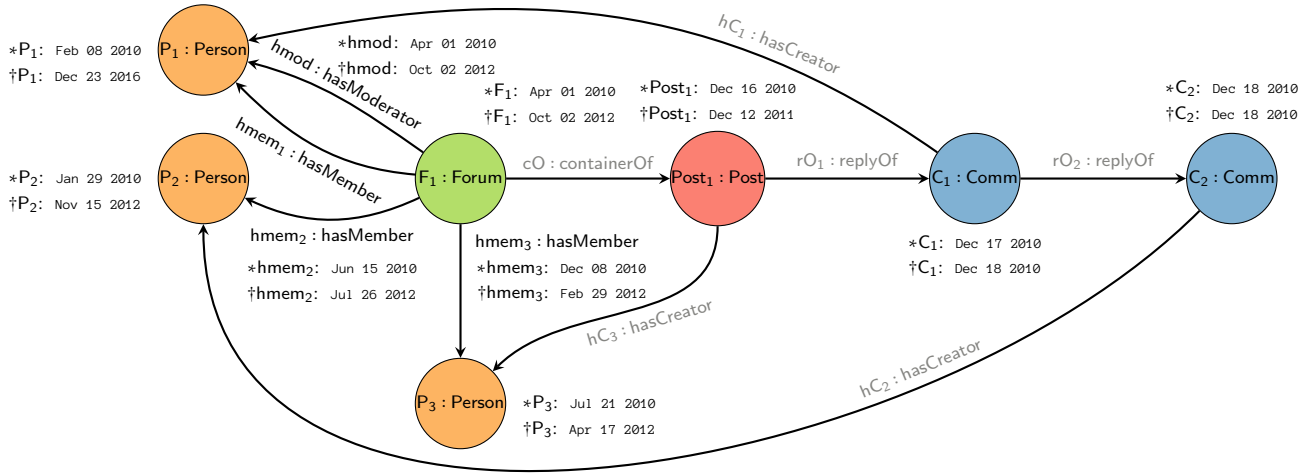 P₁ : Person
*P₁: Feb 08 2010
†P₁: Dec 23 2016
*hmod: Apr 01 2010
†hmod: Oct 02 2012
hmod : hasModerator
hC₁ : hasCreator
hmem₁ : hasMember
*F₁: Apr 01 2010
†F₁: Oct 02 2012
*Post₁: Dec 16 2010
†Post₁: Dec 12 2011
*C₂: Dec 18 2010
†C₂: Dec 18 2010
*P₂: Jan 29 2010
†P₂: Nov 15 2012
P₂ : Person
F₁ : Forum
cO : containerOf
Post₁ : Post
rO₁ : replyOf
C₁ : Comm
rO₂ : replyOf
C₂ : Comm
hmem₂ : hasMember
*hmem₂: Jun 15 2010
†hmem₂: Jul 26 2012
hmem₃ : hasMember
*hmem₃: Dec 08 2010
†hmem₃: Feb 29 2012
*C₁: Dec 17 2010
†C₁: Dec 18 2010
hC₃ : hasCreator
hC₂ : hasCreator
P₃ : Person
*P₃: Jul 21 2010
†P₃: Apr 17 2012